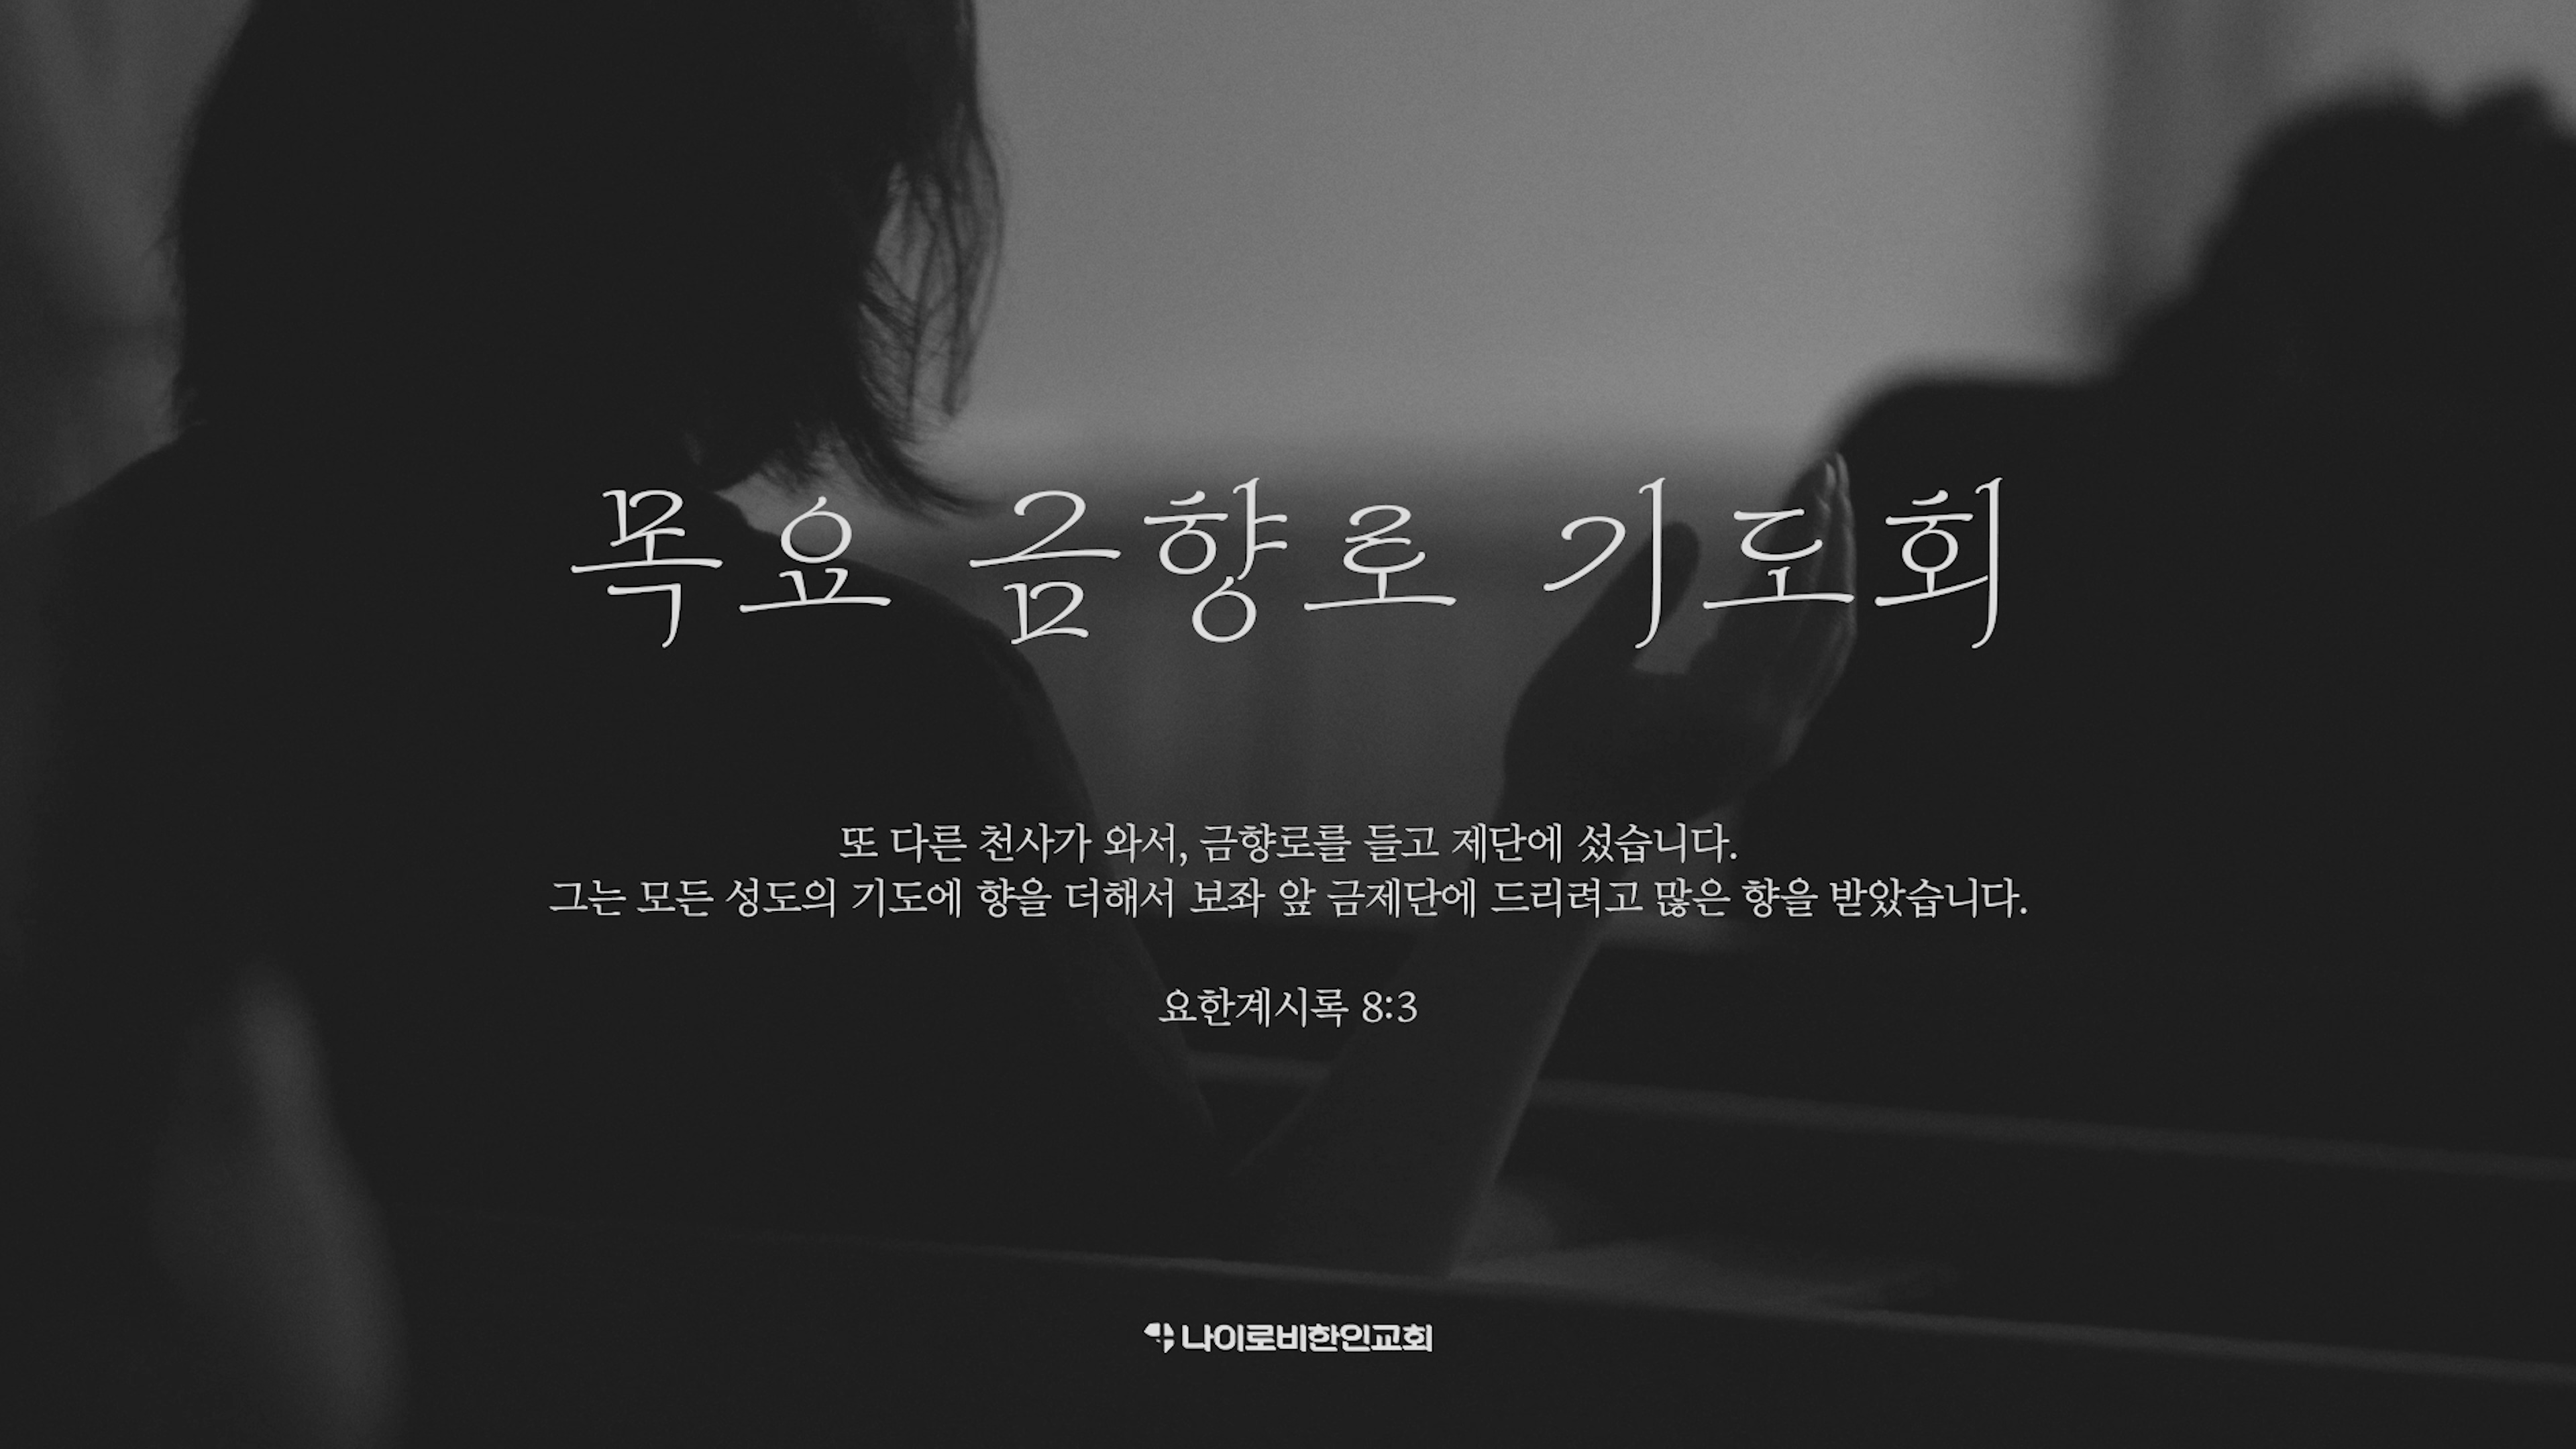 목요 금향로 기도회
또 다른 천사가 와서, 금향로를 들고 제단에 섰습니다.
그는 모든 성도의 기도에 향을 더해서 보좌 앞 금제단에 드리려고 많은 향을 받았습니다.
요한계시록 8:3
나이로비한인교회